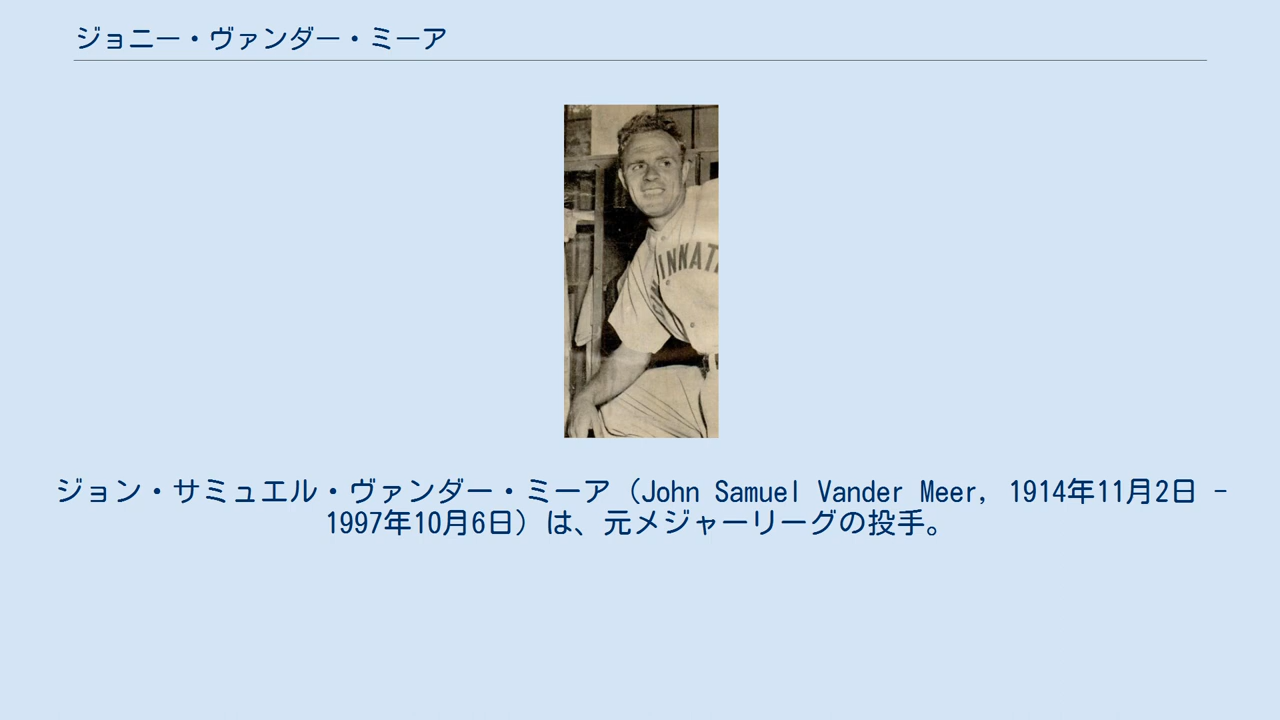 ジョニー・ヴァンダー・ミーア
INNAT
ジョン・サミュエル・ヴァンダー・ミーア（John Samuel Vander Meer, 1914年11月2日 -
1997年10月6日）は、元メジャーリーグの投手。